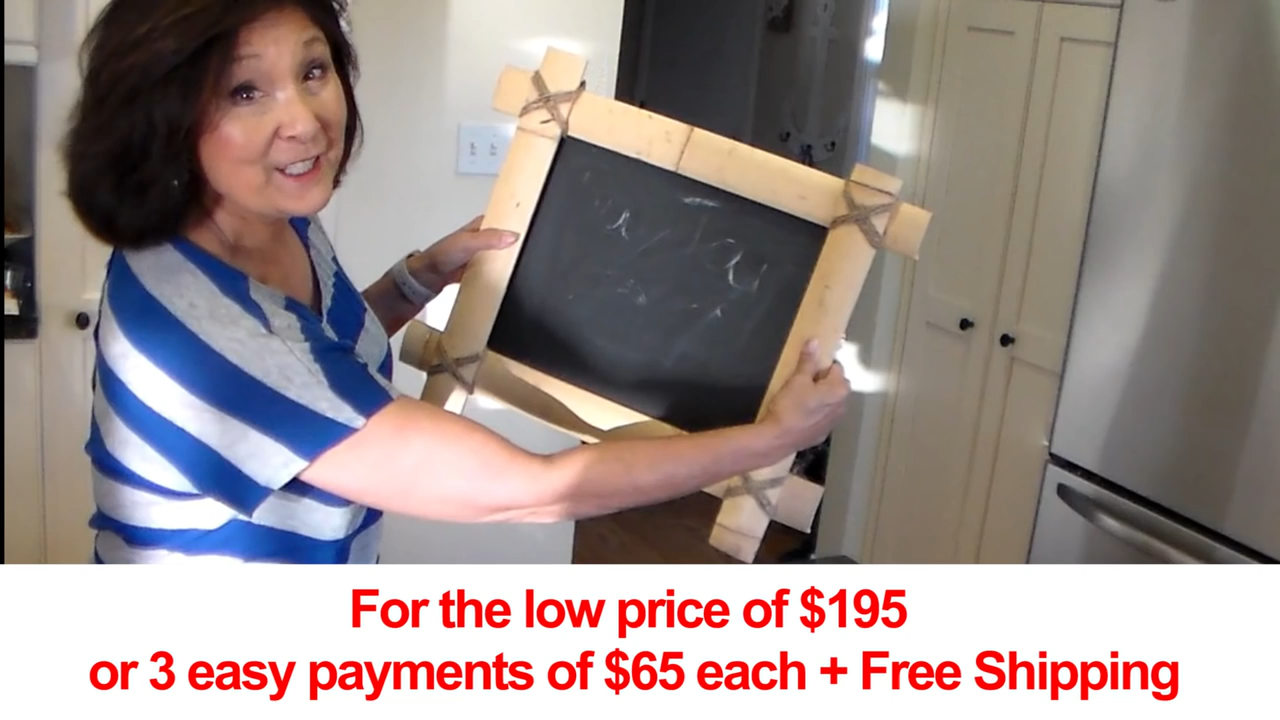 For the low price of $195
or 3 easy payments of $65 each + Free Shipping